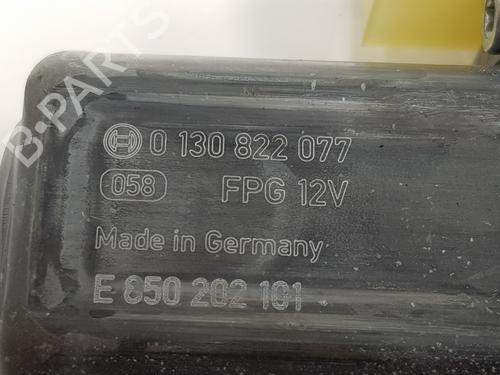 B-PARTS
0 130 822 077
058 FPG 12V
Made in Germany
E 850 202 101